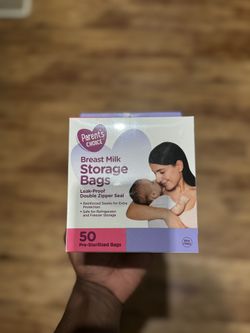 Parent's
CHOICE
Breast Milk
Storage
Bags
Leak-Proof
Double Zipper Seal
• Reinforced Seams for Extra
Protection
• Safe for Refrigerator
and Freezer Storage
50
Pre-Sterilized Bags